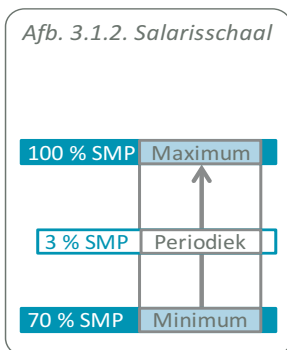 Afb. 3.1.2. Salarisschaal
100 % SMP Maximum
3 % SMP Periodiek
70 % SMP Minimum